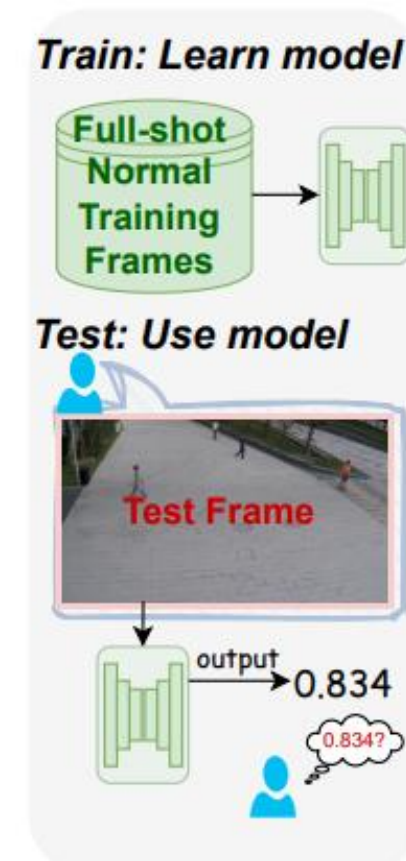 Train: Learn model
Full-shot
Normal
Training
Frames
Test: Use model
Test Frame
output
0.834
0.834?